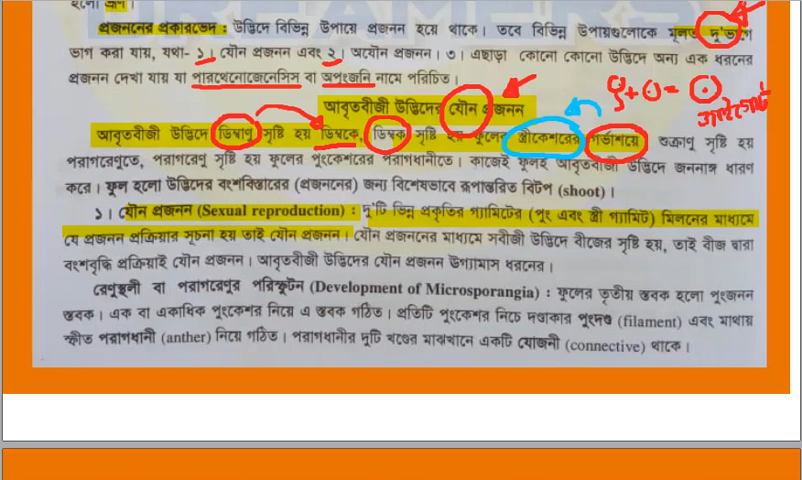 হলো ভ্রূণ।
প্রজননের প্রকারভেদ : উদ্ভিদে বিভিন্ন উপায়ে প্রজনন হয়ে থাকে। তবে বিভিন্ন উপায়গুলোকে মূলত দু'ভাগে
ভাগ করা যায়, যথা- ১। যৌন প্রজনন এবং ২। অযৌন প্রজনন। ৩। এছাড়া কোনো কোনো উদ্ভিদে অন্য এক ধরনের
প্রজনন দেখা যায় যা পারথেনোজেনেসিস বা অপুংজনি নামে পরিচিত।
আবৃতবীজী উদ্ভিদের যৌন প্রজনন
আবৃতবীজী উদ্ভিদে ডিম্বাণু সৃষ্টি হয় ডিম্বকে, ডিম্বক সৃষ্টি হয় ফুলের স্ত্রীকেশরের গর্ভাশয়ে শুক্রাণু সৃষ্টি হয়
পরাগরেণুতে, পরাগরেণু সৃষ্টি হয় ফুলের পুংকেশরের পরাগধানীতে। কাজেই ফুলই আবৃতবীজী উদ্ভিদে জননাঙ্গ ধারণ
করে। ফুল হলো উদ্ভিদের বংশবিস্তারের (প্রজননের) জন্য বিশেষভাবে রূপান্তরিত বিটপ (shoot)।
১। যৌন প্রজনন (Sexual reproduction) : দু'টি ভিন্ন প্রকৃতির গ্যামিটের (পুং এবং স্ত্রী গ্যামিট) মিলনের মাধ্যমে
যে প্রজনন প্রক্রিয়ার সূচনা হয় তাই যৌন প্রজনন। যৌন প্রজননের মাধ্যমে সবীজী উদ্ভিদে বীজের সৃষ্টি হয়, তাই বীজ দ্বারা
বংশবৃদ্ধি প্রক্রিয়াই যৌন প্রজনন। আবৃতবীজী উদ্ভিদের যৌন প্রজনন ঊগ্যামাস ধরনের।
রেণুস্থলী বা পরাগরেণুর পরিস্ফুটন (Development of Microsporangia) : ফুলের তৃতীয় স্তবক হলো পুংজনন
স্তবক। এক বা একাধিক পুংকেশর নিয়ে এ স্তবক গঠিত। প্রতিটি পুংকেশর নিচে দণ্ডাকার পুংদণ্ড (filament) এবং মাথায়
স্ফীত পরাগধানী (anther) নিয়ে গঠিত। পরাগধানীর দুটি খণ্ডের মাঝখানে একটি যোজনী (connective) থাকে।